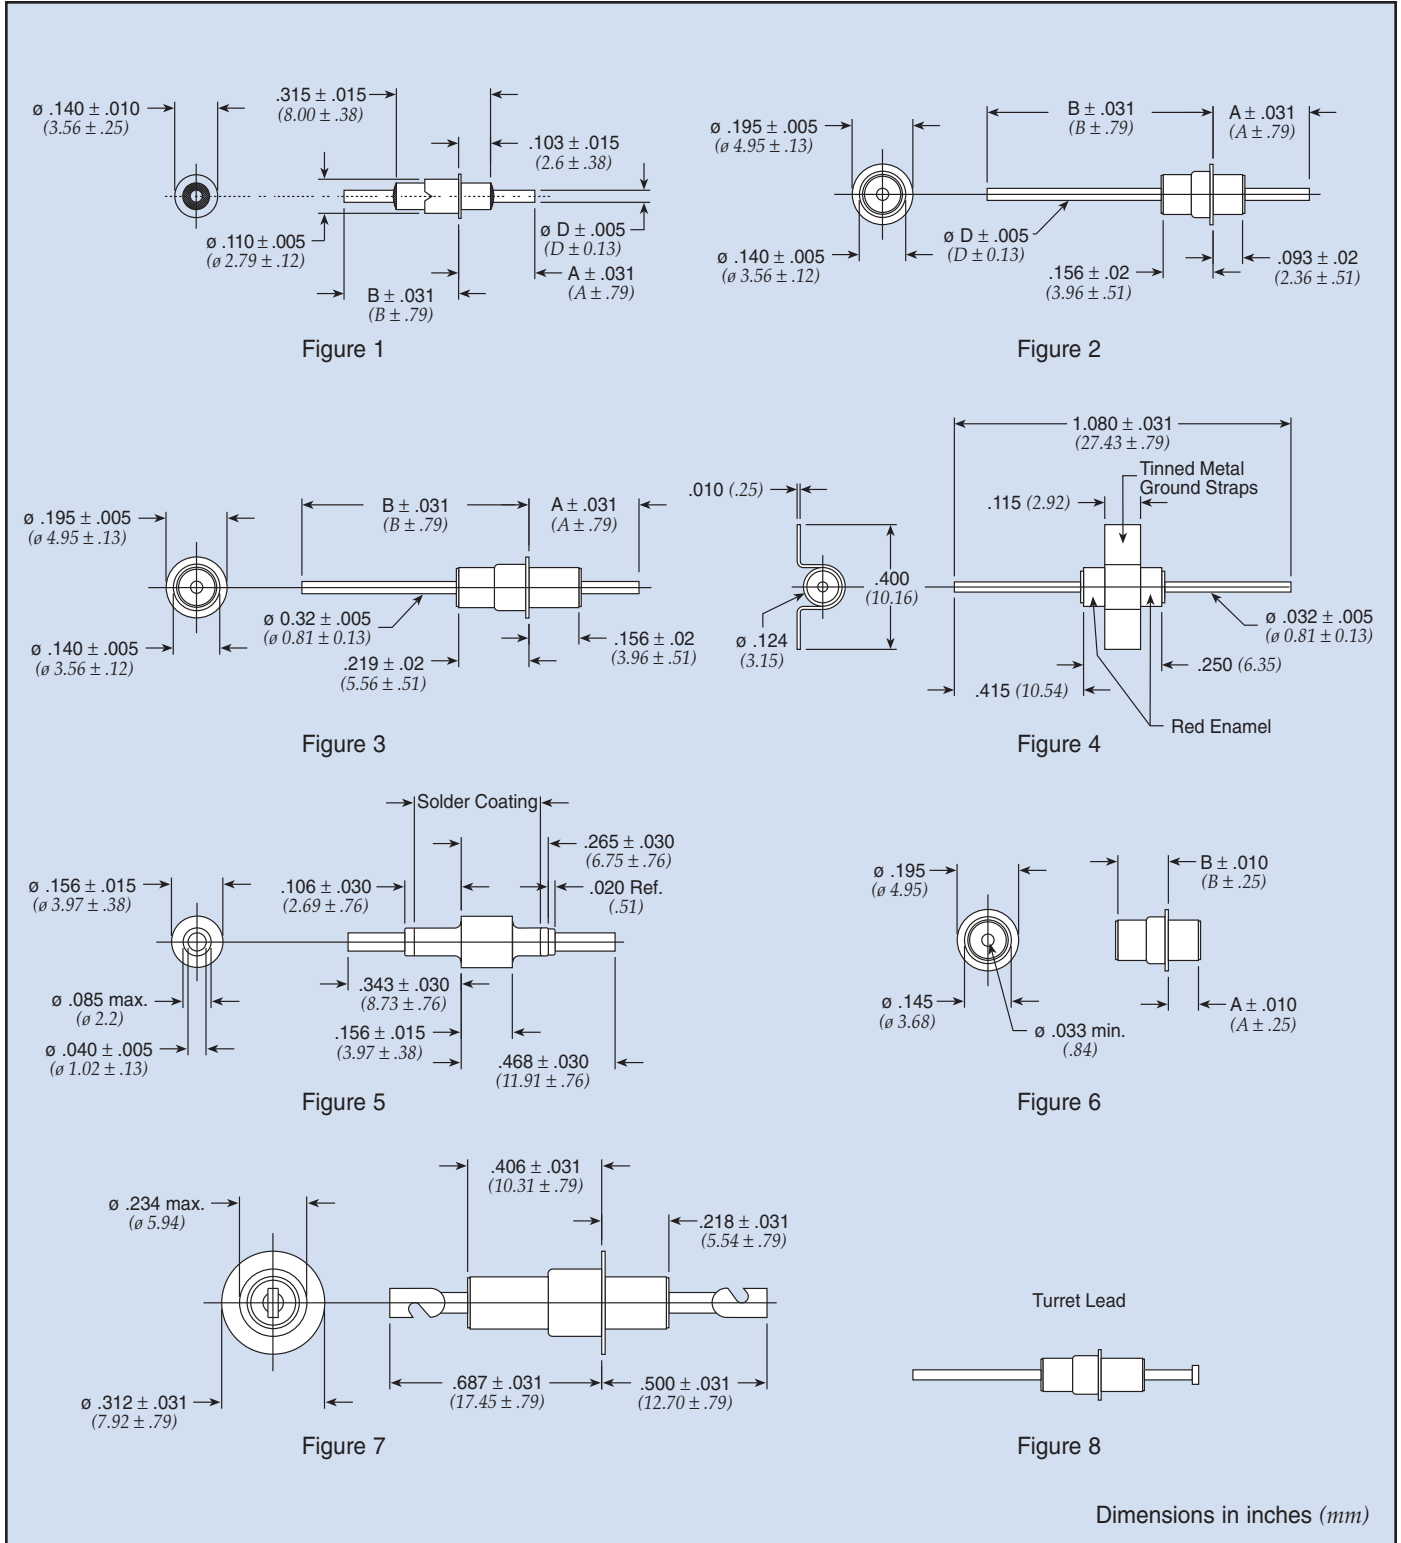 ø .140 ± .010
(3.56 ± .25)
.315 ± .015
(8.00 ± .38)
.103 ± .015
(2.6 ± .38)
ø .110 ± .005
(ø 2.79 ± .12)
ø D ± .005
(D ± 0.13)
A ± .031
(A ± .79)
B ± .031
(B ± .79)
Figure 1
ø .195 ± .005
(ø 4.95 ± .13)
B ± .031
(B ± .79)
A ± .031
(A ± .79)
ø D ± .005
(D ± 0.13)
ø .140 ± .005
(ø 3.56 ± .12)
.156 ± .02
(3.96 ± .51)
.093 ± .02
(2.36 ± .51)
Figure 2
ø .195 ± .005
(ø 4.95 ± .13)
B ± .031
(B ± .79)
A ± .031
(A ± .79)
ø 0.32 ± .005
(ø 0.81 ± 0.13)
ø .140 ± .005
(ø 3.56 ± .12)
.219 ± .02
(5.56 ± .51)
.156 ± .02
(3.96 ± .51)
Figure 3
1.080 ± .031
(27.43 ± .79)
Tinned Metal
Ground Straps
.010 (.25)
.115 (2.92)
.400
(10.16)
ø .124
(3.15)
ø .032 ± .005
(ø 0.81 ± 0.13)
.250 (6.35)
.415 (10.54)
Red Enamel
Figure 4
Solder Coating
.265 ± .030
(6.75 ± .76)
ø .156 ± .015
(ø 3.97 ± .38)
.106 ± .030
(2.69 ± .76)
.020 Ref.
(.51)
ø .085 max.
(ø 2.2)
.343 ± .030
(8.73 ± .76)
.156 ± .015
(3.97 ± .38)
ø .040 ± .005
(ø 1.02 ± .13)
.468 ± .030
(11.91 ± .76)
Figure 5
ø .195
(ø 4.95)
B ± .010
(B ± .25)
ø .145
(ø 3.68)
A ± .010
(A ± .25)
ø .033 min.
(.84)
Figure 6
.406 ± .031
(10.31 ± .79)
ø .234 max.
(ø 5.94)
.218 ± .031
(5.54 ± .79)
.687 ± .031
(17.45 ± .79)
.500 ± .031
(12.70 ± .79)
ø .312 ± .031
(7.92 ± .79)
Figure 7
Turret Lead
Figure 8
Dimensions in inches (mm)